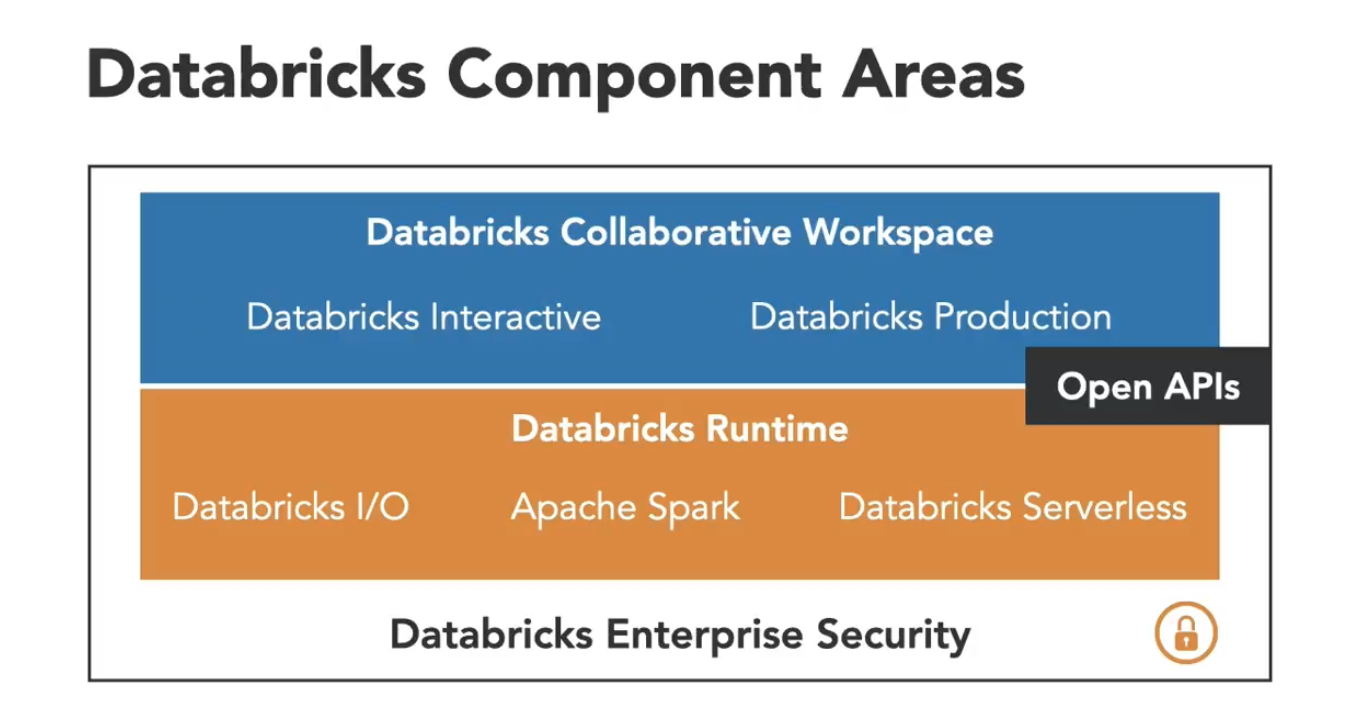 Databricks Component Areas
Databricks Collaborative Workspace
Databricks Interactive
Databricks Production
Open APIs
Databricks Runtime
Databricks I/O
Apache Spark
Databricks Serverless
Databricks Enterprise Security